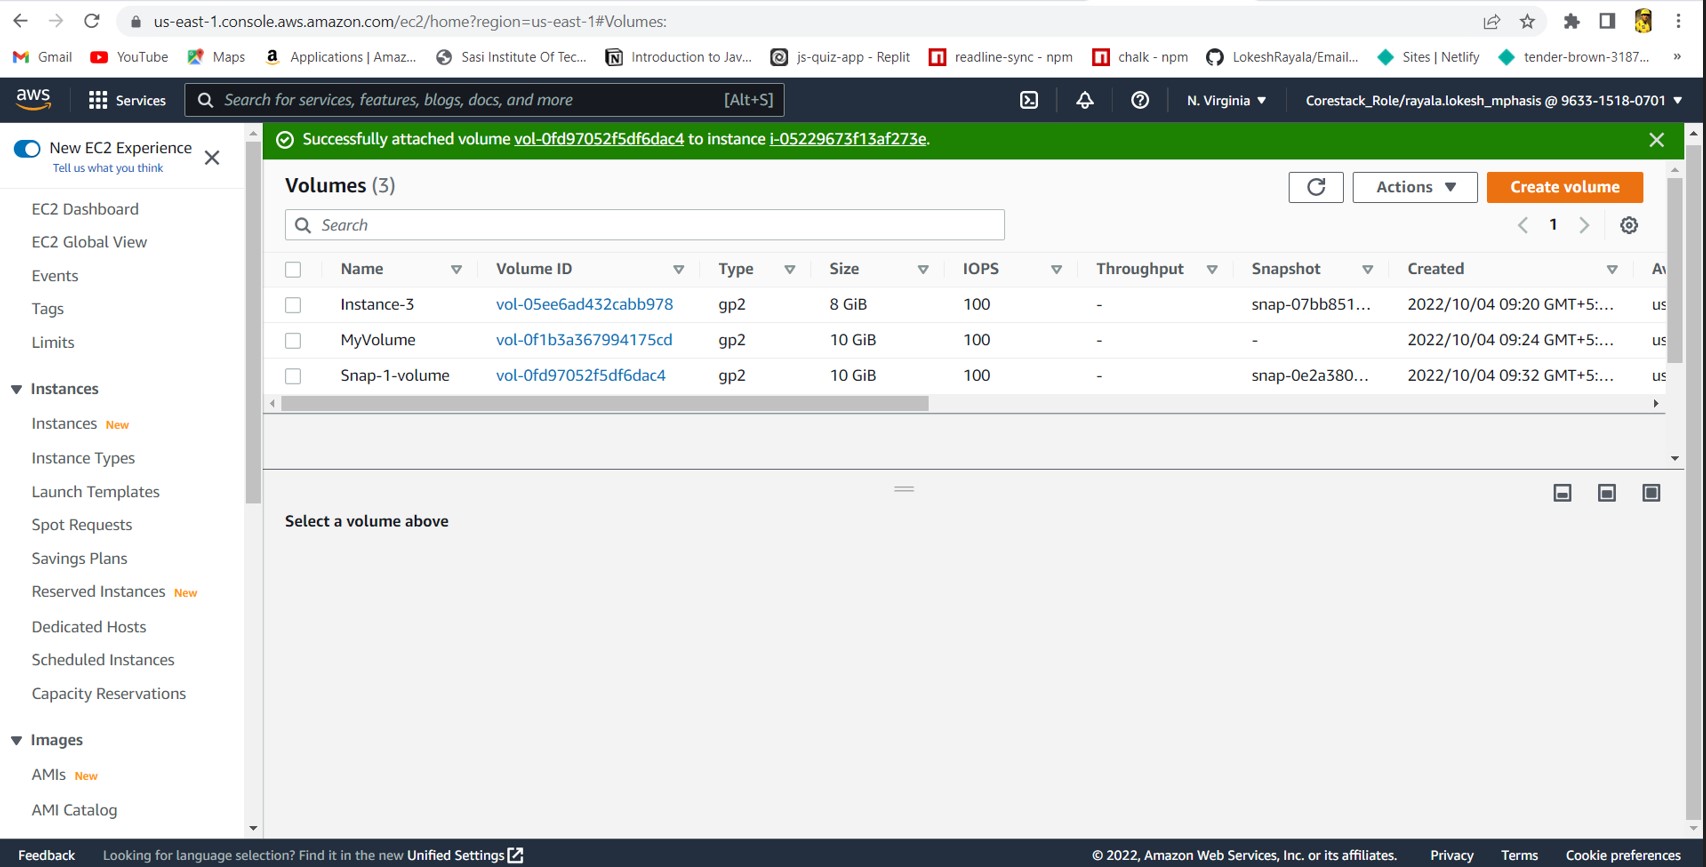 us-east-1.console.aws.amazon.com/ec2/home?region=us-east-1#Volumes:
Gmail YouTube Maps Applications | Amaz... Sasi Institute Of Tec... Introduction to Jav... js-quiz-app - Replit readline-sync - npm chalk - npm LokeshRayala/Email... Sites | Netlify tender-brown-3187... »
aws Services Search for services, features, blogs, docs, and more [Alt+S] N. Virginia Corestack_Role/rayala.lokesh_mphasis @ 9633-1518-0701
New EC2 Experience
Tell us what you think
EC2 Dashboard
EC2 Global View
Events
Tags
Limits
Instances
Instances New
Instance Types
Launch Templates
Spot Requests
Savings Plans
Reserved Instances New
Dedicated Hosts
Scheduled Instances
Capacity Reservations
Images
AMIs New
AMI Catalog
Successfully attached volume vol-0fd97052f5df6dac4 to instance i-05229673f13af273e.
Volumes (3) Actions Create volume
Search 1
Name Volume ID Type Size IOPS Throughput Snapshot Created Av
Instance-3 vol-05ee6ad432cabb978 gp2 8 GiB 100 - snap-07bb851... 2022/10/04 09:20 GMT+5:... us
MyVolume vol-0f1b3a367994175cd gp2 10 GiB 100 - - 2022/10/04 09:24 GMT+5:... us
Snap-1-volume vol-0fd97052f5df6dac4 gp2 10 GiB 100 - snap-0e2a380... 2022/10/04 09:32 GMT+5:... us
Select a volume above
Feedback Looking for language selection? Find it in the new Unified Settings © 2022, Amazon Web Services, Inc. or its affiliates. Privacy Terms Cookie preferences